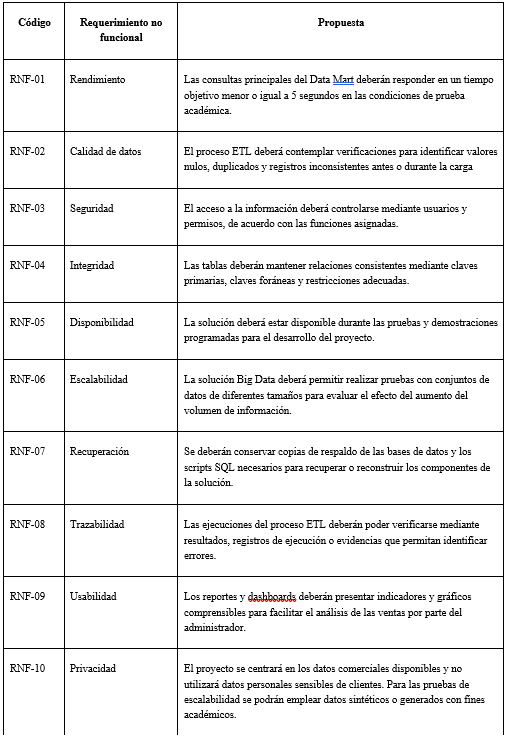 Código
Requerimiento no
funcional
Propuesta
RNF-01
Rendimiento
Las consultas principales del Data Mart deberán responder en un tiempo
objetivo menor o igual a 5 segundos en las condiciones de prueba
académica.
RNF-02
Calidad de datos
El proceso ETL deberá contemplar verificaciones para identificar valores
nulos, duplicados y registros inconsistentes antes o durante la carga
RNF-03
Seguridad
El acceso a la información deberá controlarse mediante usuarios y
permisos, de acuerdo con las funciones asignadas.
RNF-04
Integridad
Las tablas deberán mantener relaciones consistentes mediante claves
primarias, claves foráneas y restricciones adecuadas.
RNF-05
Disponibilidad
La solución deberá estar disponible durante las pruebas y demostraciones
programadas para el desarrollo del proyecto.
RNF-06
Escalabilidad
La solución Big Data deberá permitir realizar pruebas con conjuntos de
datos de diferentes tamaños para evaluar el efecto del aumento del
volumen de información.
RNF-07
Recuperación
Se deberán conservar copias de respaldo de las bases de datos y los
scripts SQL necesarios para recuperar o reconstruir los componentes de
la solución.
RNF-08
Trazabilidad
Las ejecuciones del proceso ETL deberán poder verificarse mediante
resultados, registros de ejecución o evidencias que permitan identificar
errores.
RNF-09
Usabilidad
Los reportes y dashboards deberán presentar indicadores y gráficos
comprensibles para facilitar el análisis de las ventas por parte del
administrador.
RNF-10
Privacidad
El proyecto se centrará en los datos comerciales disponibles y no
utilizará datos personales sensibles de clientes. Para las pruebas de
escalabilidad se podrán emplear datos sintéticos o generados con fines
académicos.